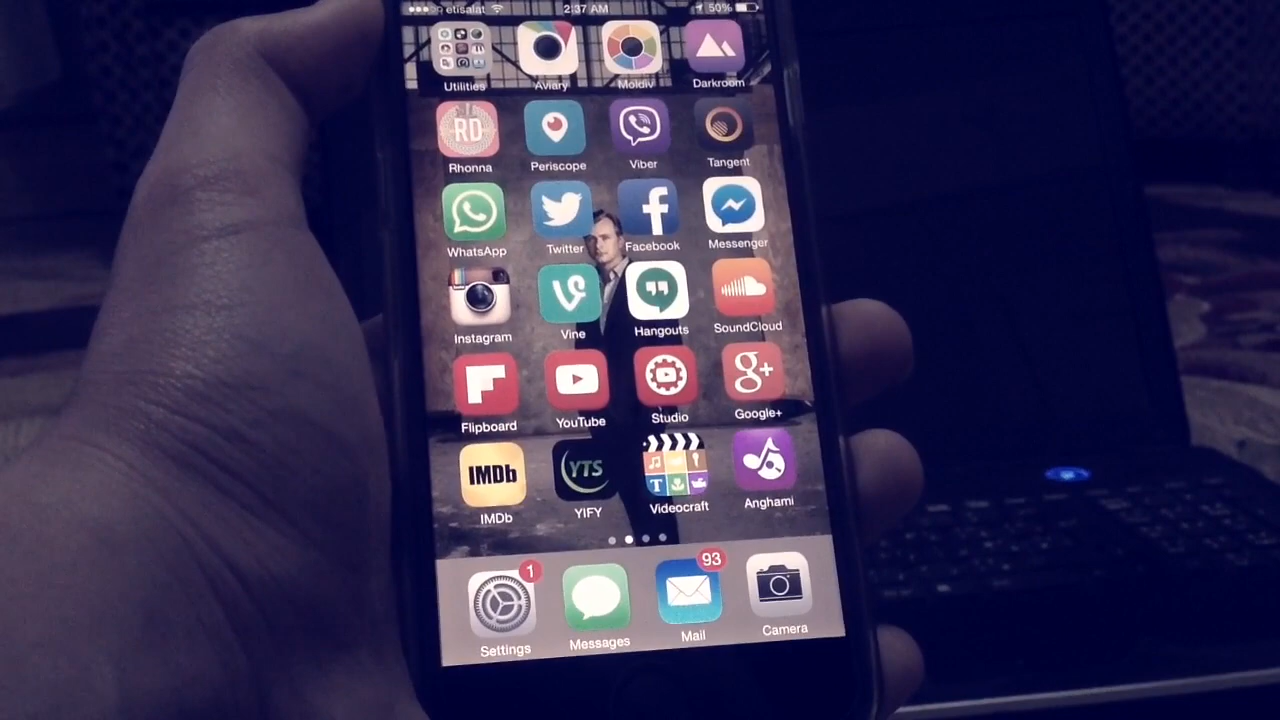 etisalat 2:37 AM 50%
Utilities Aviary Moldiv Darkroom
RD
Rhonna Periscope Viber Tangent
WhatsApp Twitter Facebook Messenger
Instagram Vine Hangouts SoundCloud
g+
Flipboard YouTube Studio Google+
IMDb YTS T
IMDb YIFY Videocraft Anghami
1 93
Settings Messages Mail Camera